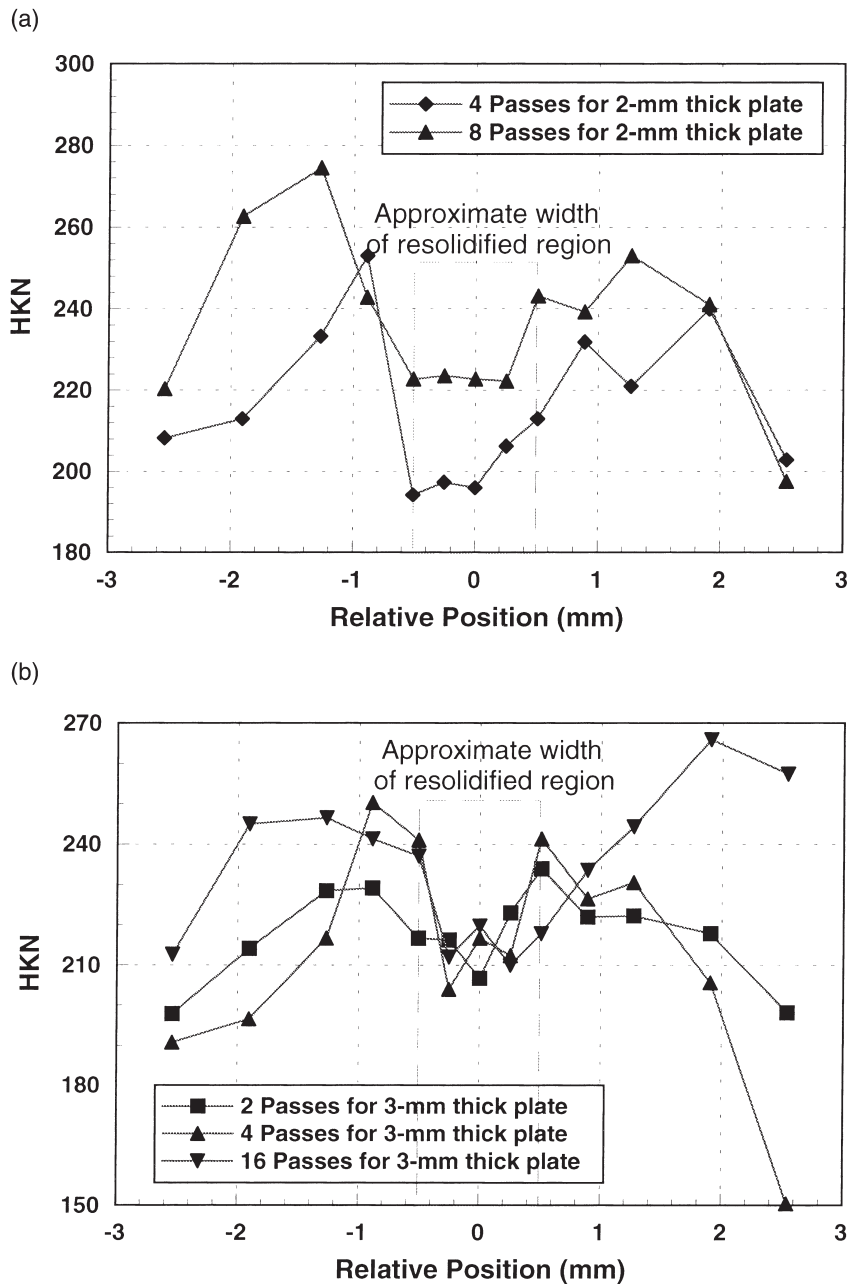 (a)
300
280
260
240
220
200
180
HKN
4 Passes for 2-mm thick plate
8 Passes for 2-mm thick plate
Approximate width
of resolidified region
-3
-2
-1
0
1
2
3
Relative Position (mm)
(b)
270
240
210
180
150
HKN
Approximate width
of resolidified region
2 Passes for 3-mm thick plate
4 Passes for 3-mm thick plate
16 Passes for 3-mm thick plate
-3
-2
-1
0
1
2
3
Relative Position (mm)